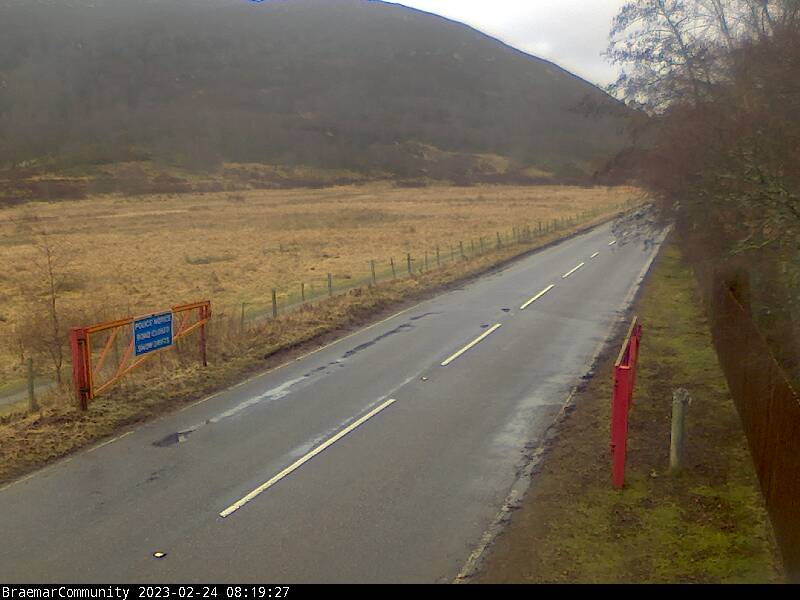 POLICE NOTICE
ROAD CLOSED
SNOW DRIFTS
BraemarCommunity 2023-02-24 08:19:27